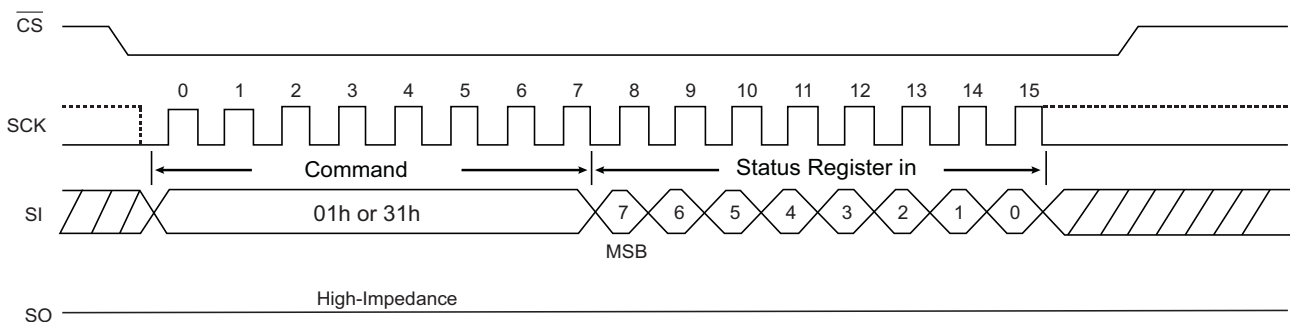 CS
0 1 2 3 4 5 6 7 8 9 10 11 12 13 14 15
SCK
Command Status Register in
SI 01h or 31h 7 6 5 4 3 2 1 0
MSB
High-Impedance
SO